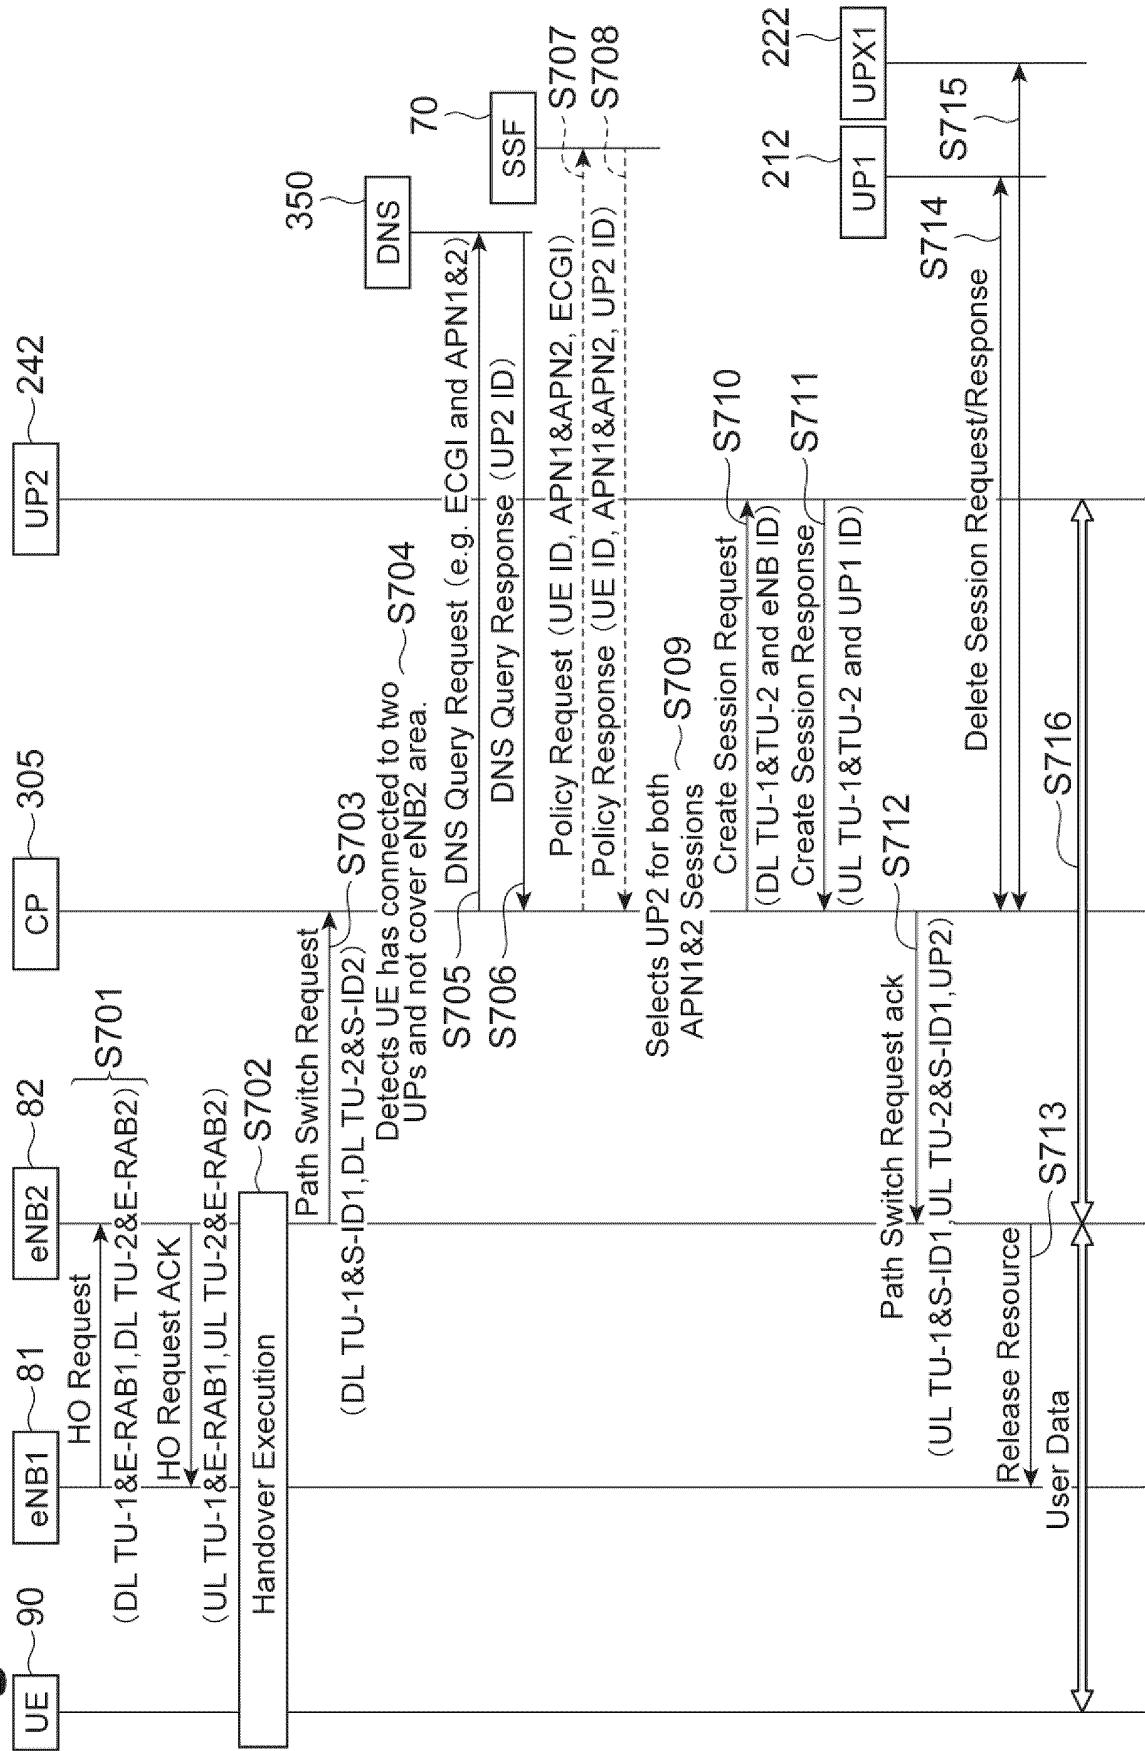 UE
90
eNB1
81
eNB2
82
CP
305
UP2
242
HO Request
(DL TU-1&E-RAB1,DL TU-2&E-RAB2)
S701
HO Request ACK
(UL TU-1&E-RAB1,UL TU-2&E-RAB2)
Handover Execution
S702
Path Switch Request
S703
(DL TU-1&S-ID1,DL TU-2&S-ID2)
Detects UE has connected to two
UPs and not cover eNB2 area.
S704
DNS
350
S705
DNS Query Request (e.g. ECGI and APN1&2)
S706
DNS Query Response (UP2 ID)
SSF
70
Policy Request (UE ID, APN1&APN2, ECGI)
S707
Policy Response (UE ID, APN1&APN2, UP2 ID)
S708
Selects UP2 for both
APN1&2 Sessions
S709
Create Session Request
S710
(DL TU-1&TU-2 and eNB ID)
Create Session Response
S711
(UL TU-1&TU-2 and UP1 ID)
UP1
212
UPX1
222
Path Switch Request ack
S712
(UL TU-1&S-ID1,UL TU-2&S-ID1,UP2)
Delete Session Request/Response
S714
S715
Release Resource
S713
User Data
S716